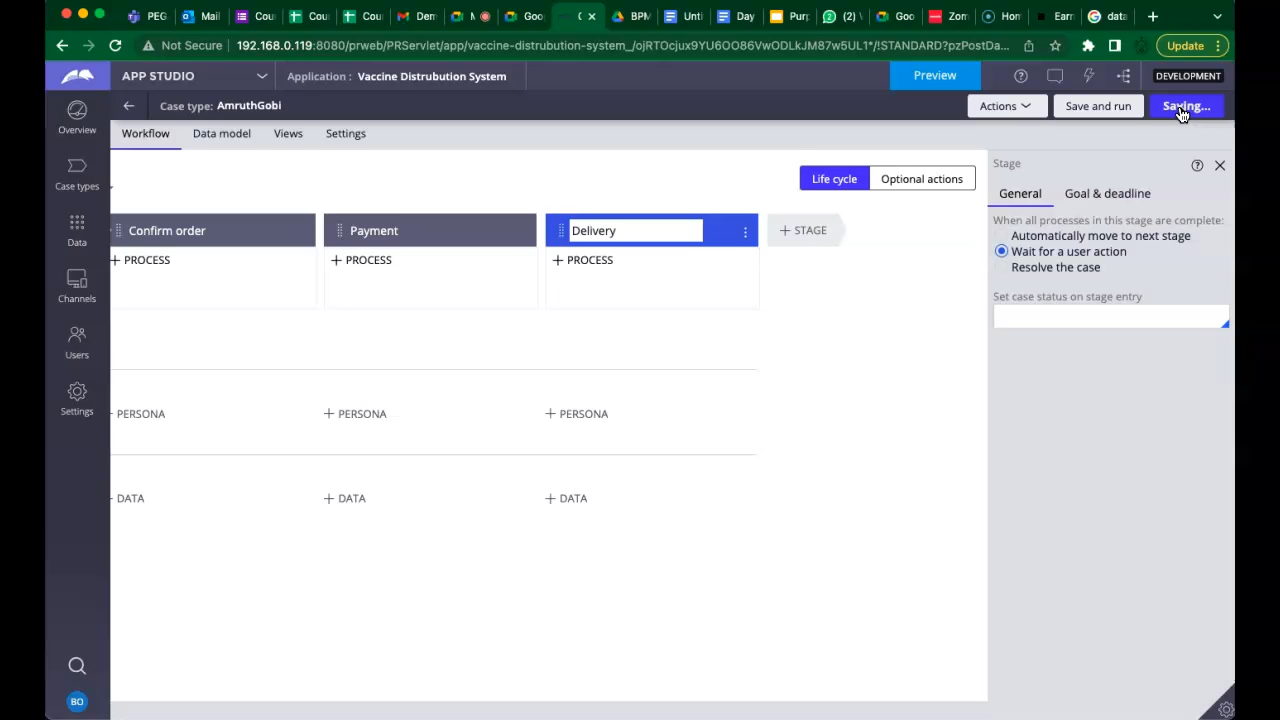 PEG
Mail
Cour
Cou
Cou
Dem
Goo
BPM
Unti
Day
Purp
(2)
Goo
Zom
Hon
Earn
data
Not Secure 192.168.0.119:8080/prweb/PRServlet/app/vaccine-distrubution-system_/ojRTOcjux9YU6OO86VwODLkJM87w5UL1*/!STANDARD?pzPostDa...
Update
APP STUDIO
Application : Vaccine Distrubution System
Preview
DEVELOPMENT
Case type: AmruthGobi
Actions
Save and run
Saving...
Overview
Case types
Data
Channels
Users
Settings
BO
Workflow
Data model
Views
Settings
Life cycle
Optional actions
Confirm order
Payment
Delivery
+ STAGE
+ PROCESS
+ PROCESS
+ PROCESS
PERSONA
+ PERSONA
+ PERSONA
DATA
+ DATA
+ DATA
Stage
General
Goal & deadline
When all processes in this stage are complete:
Automatically move to next stage
Wait for a user action
Resolve the case
Set case status on stage entry